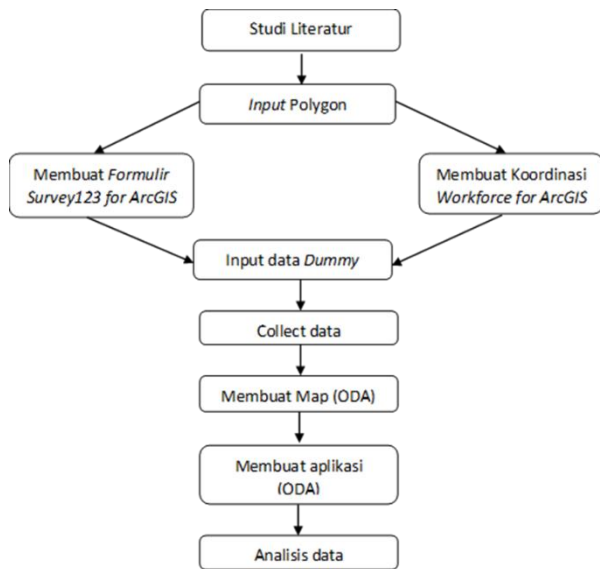 Studi Literatur
Input Polygon
Membuat Formulir
Survey123 for ArcGIS
Membuat Koordinasi
Workforce for ArcGIS
Input data Dummy
Collect data
Membuat Map (ODA)
Membuat aplikasi
(ODA)
Analisis data